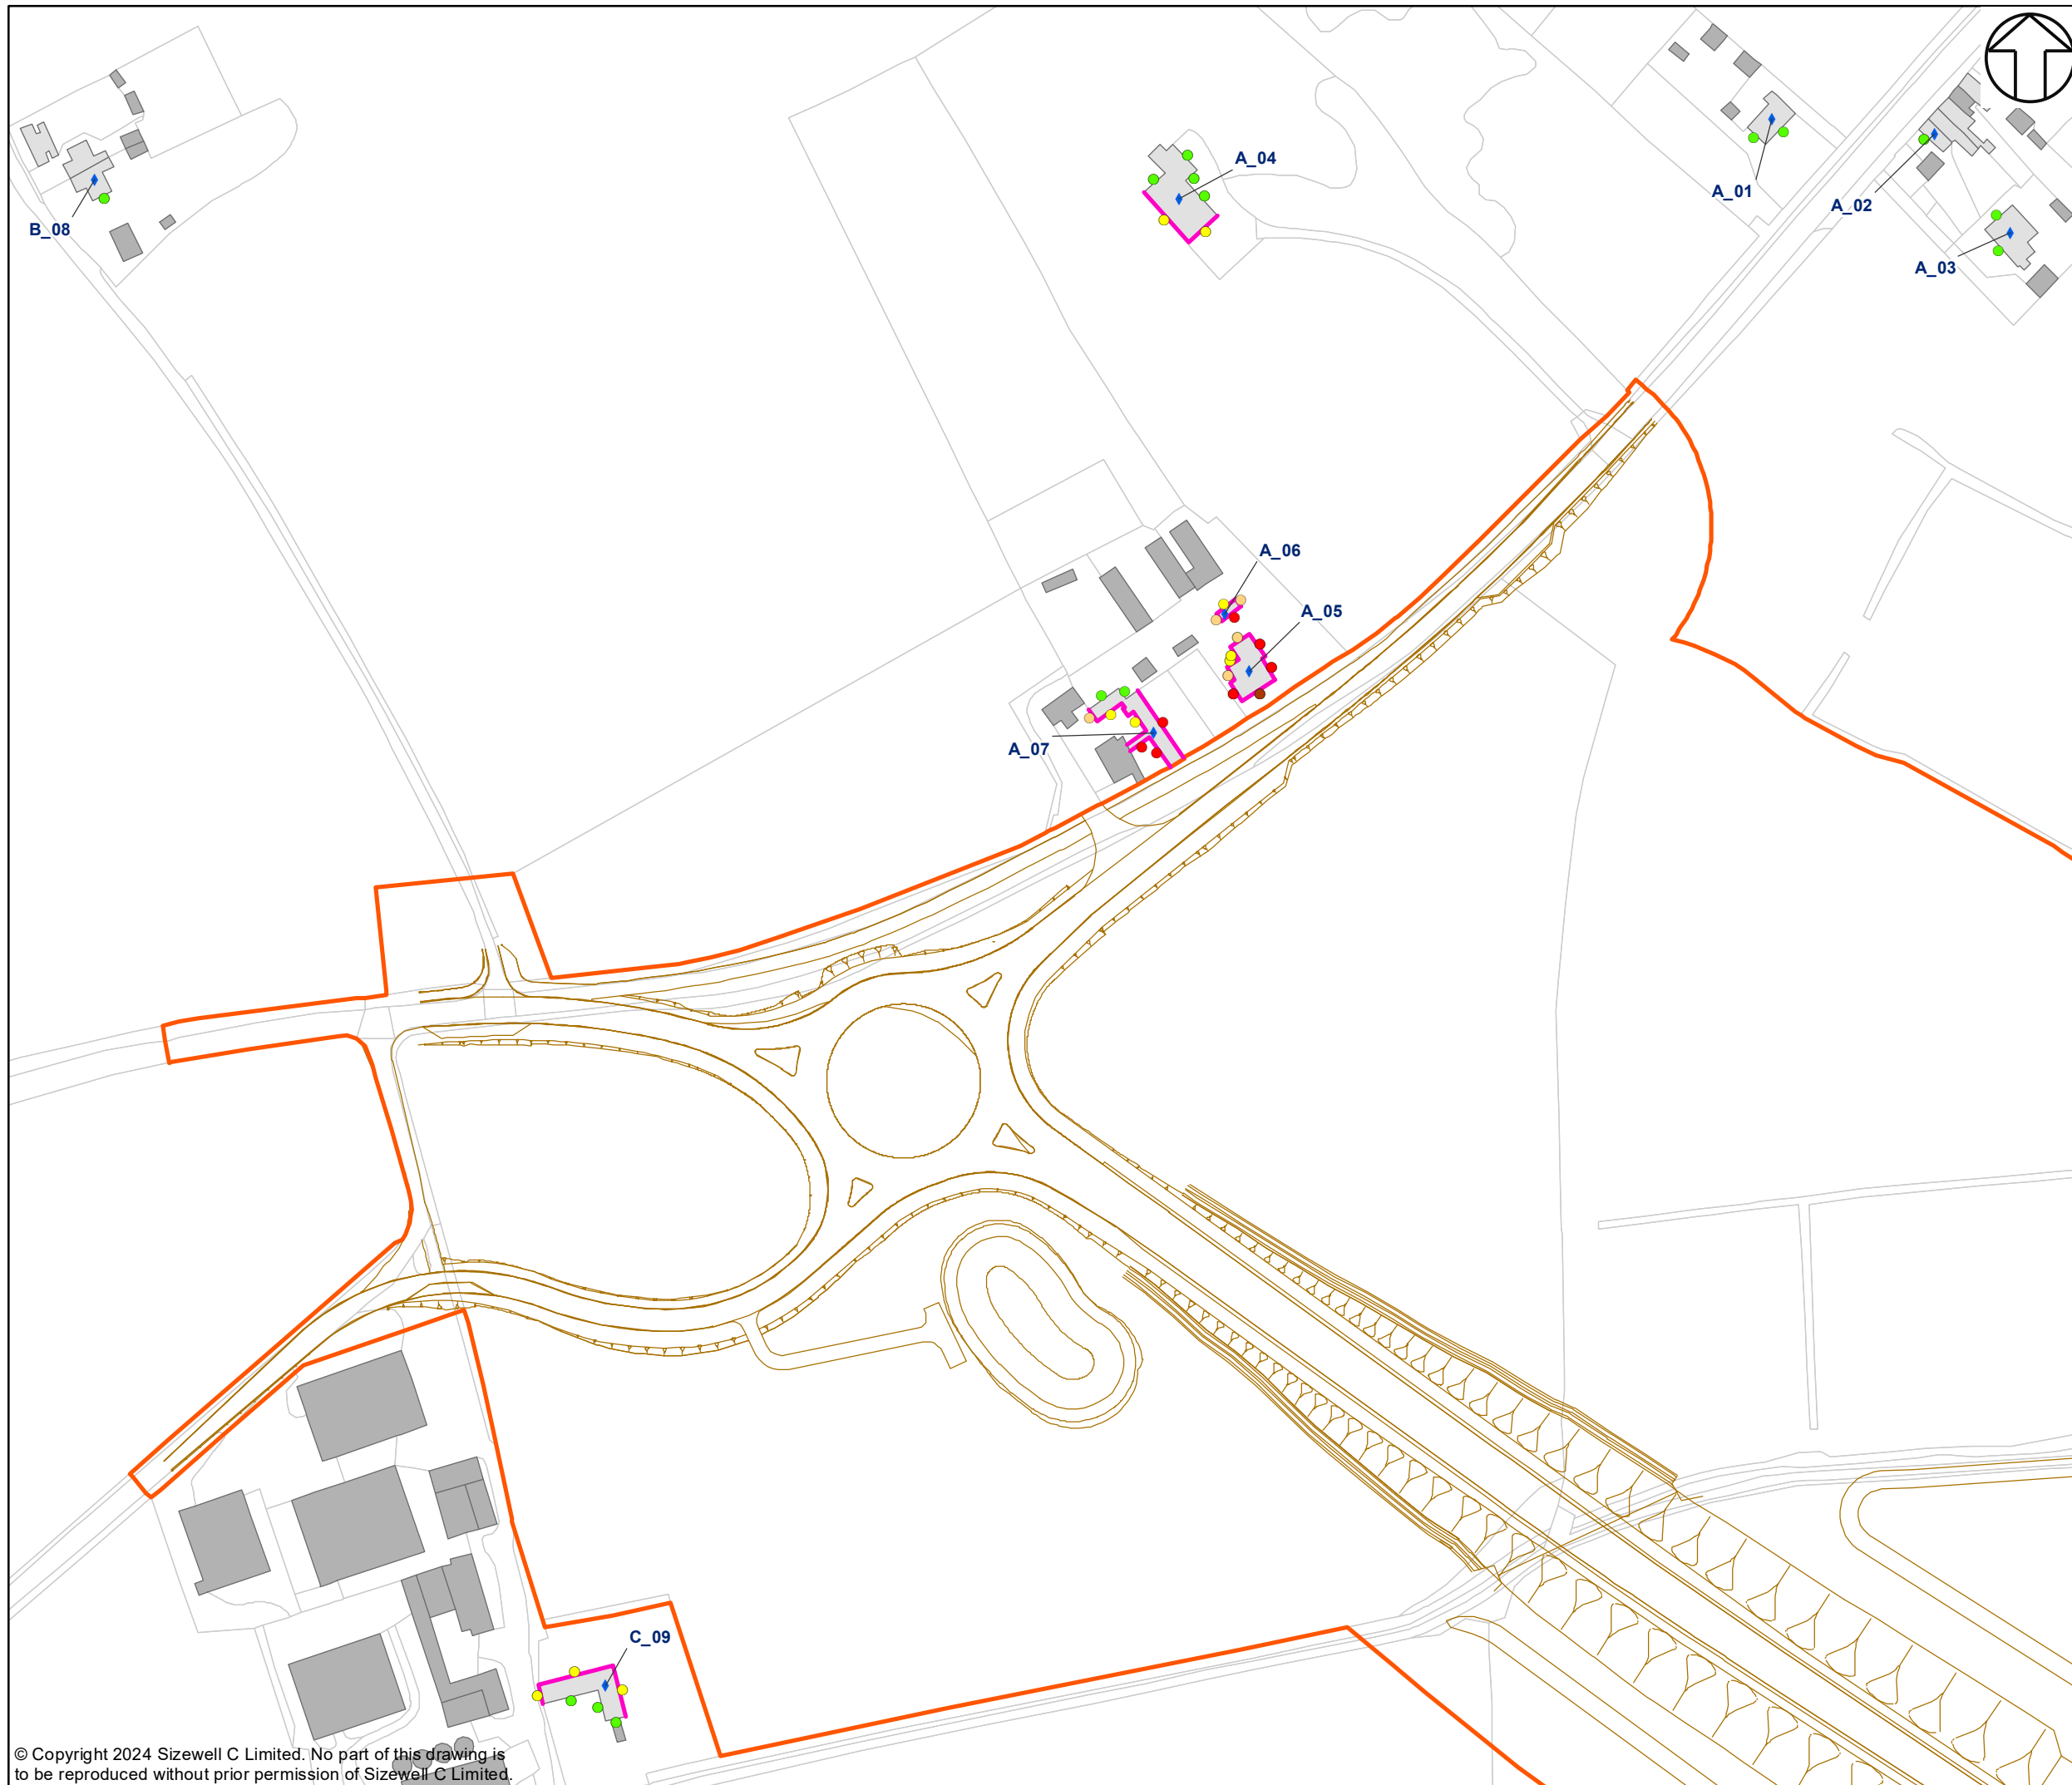 A_04
A_01
A_02
B_08
A_03
A_06
A_05
A_07
C_09
© Copyright 2024 Sizewell C Limited. No part of this drawing is
to be reproduced without prior permission of Sizewell C Limited.